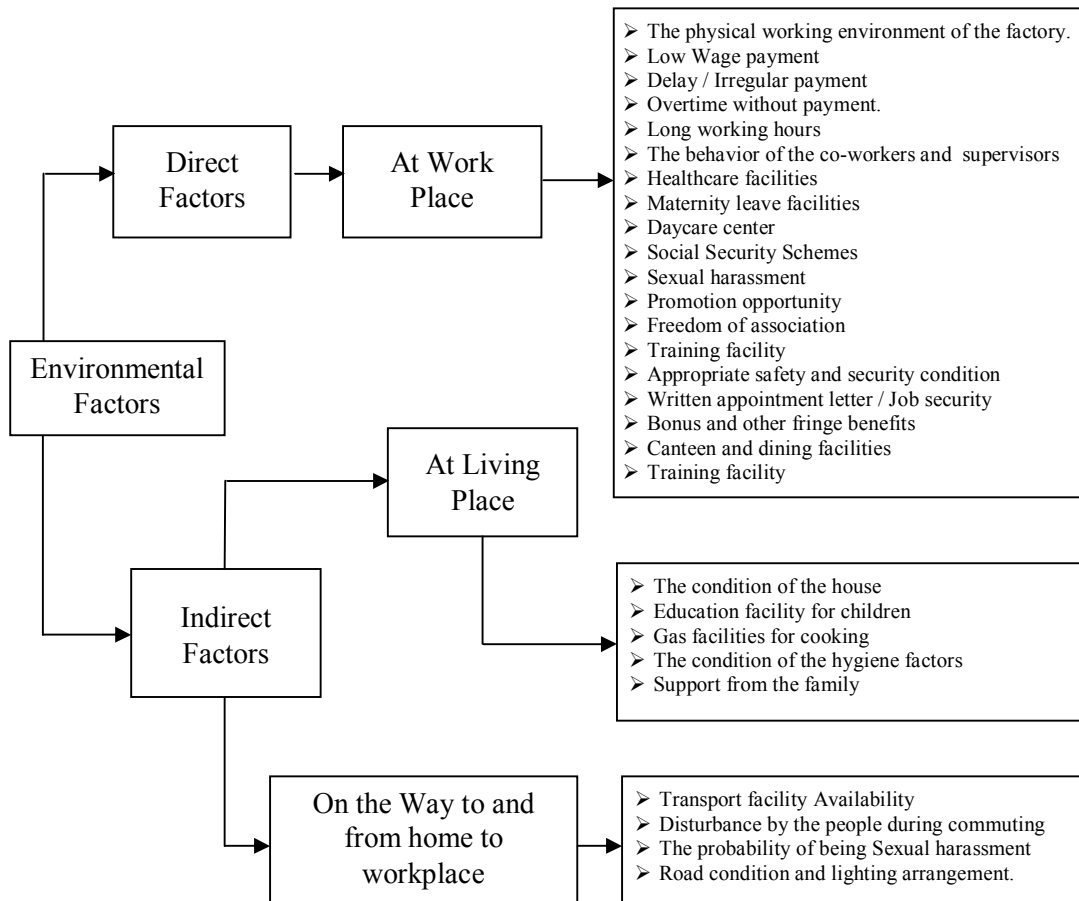 Environmental
Factors
Direct
Factors
At Work
Place
➢ The physical working environment of the factory.
➢ Low Wage payment
➢ Delay / Irregular payment
➢ Overtime without payment.
➢ Long working hours
➢ The behavior of the co-workers and  supervisors
➢ Healthcare facilities
➢ Maternity leave facilities
➢ Daycare center
➢ Social Security Schemes
➢ Sexual harassment
➢ Promotion opportunity
➢ Freedom of association
➢ Training facility
➢ Appropriate safety and security condition
➢ Written appointment letter / Job security
➢ Bonus and other fringe benefits
➢ Canteen and dining facilities
➢ Training facility
Indirect
Factors
At Living
Place
➢ The condition of the house
➢ Education facility for children
➢ Gas facilities for cooking
➢ The condition of the hygiene factors
➢ Support from the family
On the Way to and
from home to
workplace
➢ Transport facility Availability
➢ Disturbance by the people during commuting
➢ The probability of being Sexual harassment
➢ Road condition and lighting arrangement.